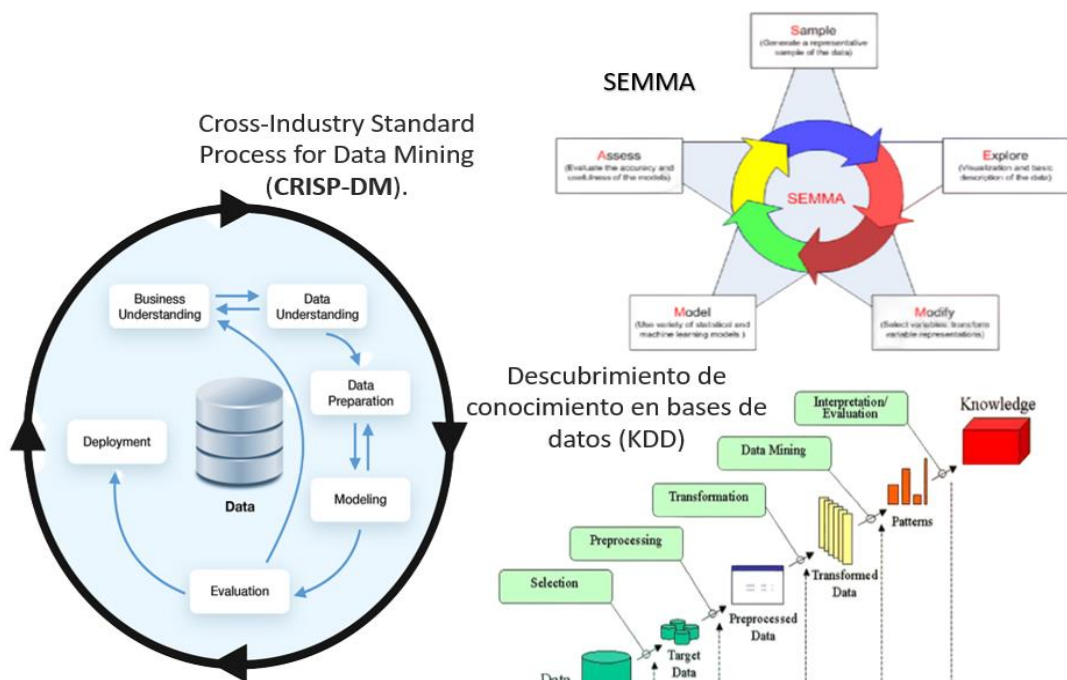 Cross-Industry Standard
Process for Data Mining
(CRISP-DM).
Business
Understanding
Data
Understanding
Data
Preparation
Modeling
Evaluation
Deployment
Data
SEMMA
Sample
(Generate a representative
sample of the data)
Explore
(Visualization and basic
description of the data)
Modify
(Select variables, transform
variable representations)
Model
(Use variety of statistical and
machine learning models )
Assess
(Evaluate the accuracy and
usefulness of the models)
SEMMA
Descubrimiento de
conocimiento en bases de
datos (KDD)
Selection
Preprocessing
Transformation
Data Mining
Interpretation/
Evaluation
Data
Target
Data
Preprocessed
Data
Transformed
Data
Patterns
Knowledge